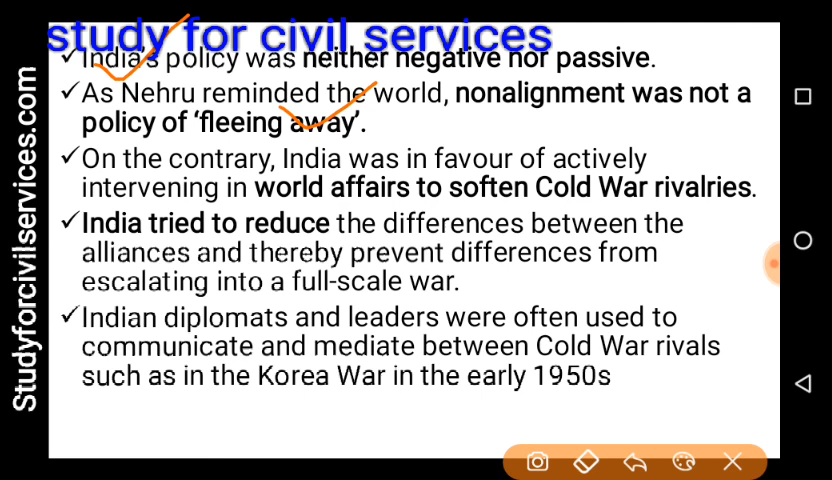 study for civil services
✓India's policy was neither negative nor passive.
✓As Nehru reminded the world, nonalignment was not a
policy of ‘fleeing away’.
✓On the contrary, India was in favour of actively
intervening in world affairs to soften Cold War rivalries.
✓India tried to reduce the differences between the
alliances and thereby prevent differences from
escalating into a full-scale war.
✓Indian diplomats and leaders were often used to
communicate and mediate between Cold War rivals
such as in the Korea War in the early 1950s
Studyforcivilservices.com